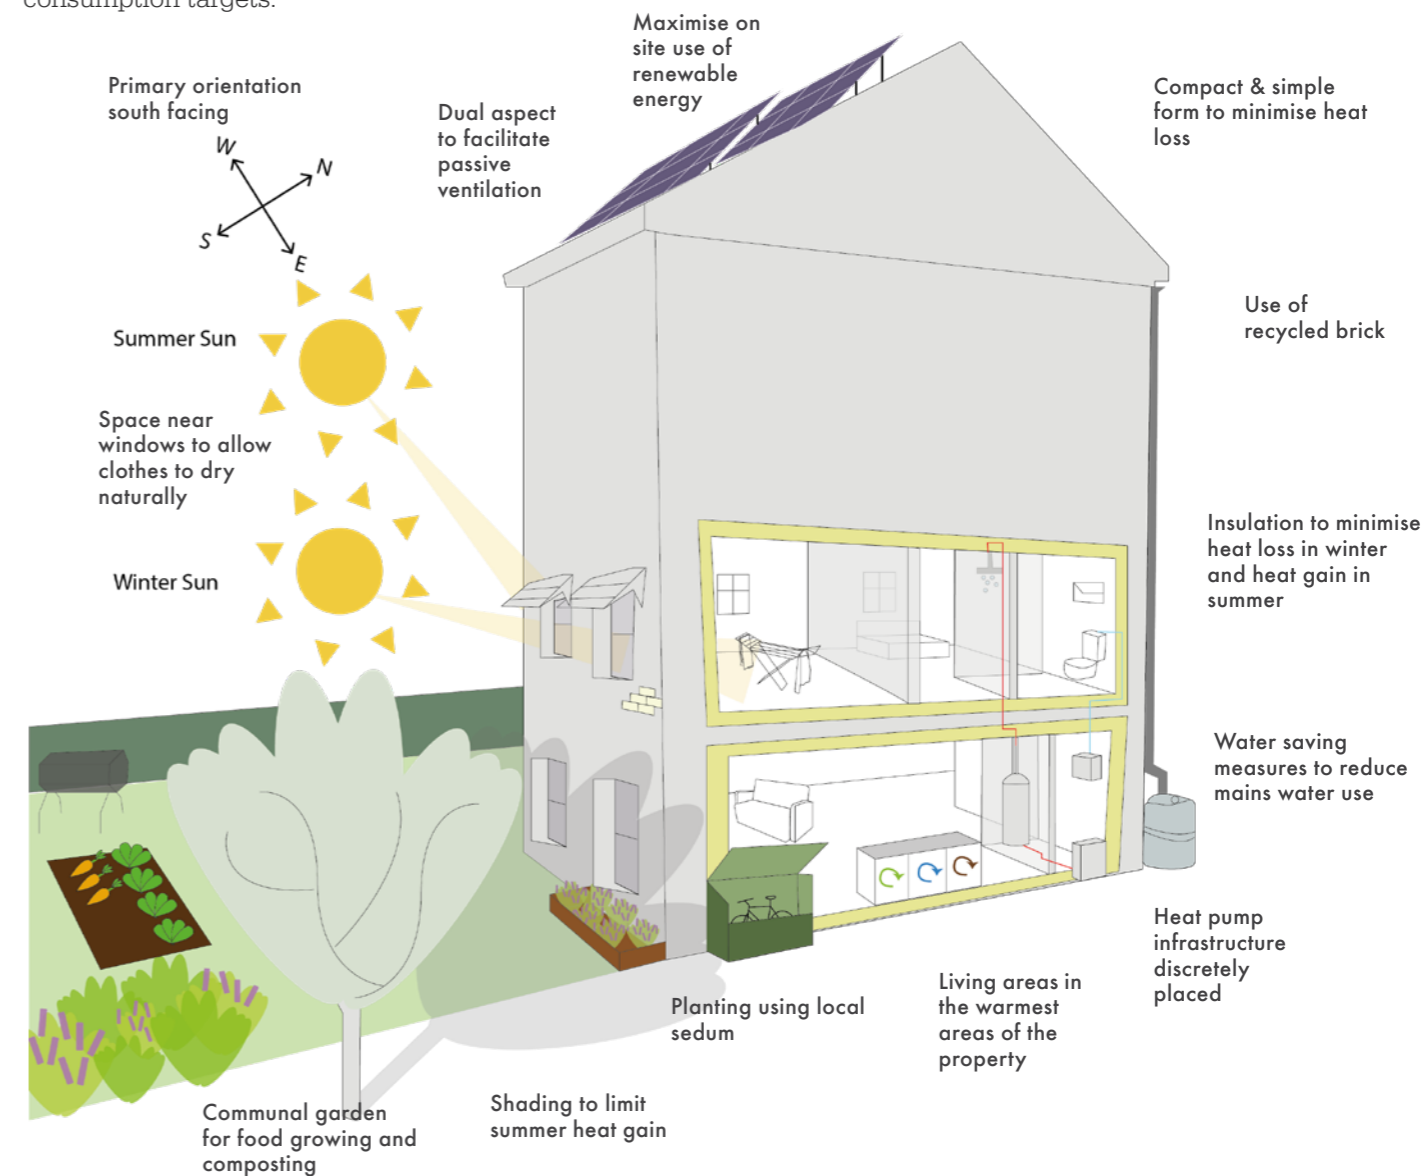 consumption targets.
Maximise on
site use of
renewable
energy
Primary orientation
south facing
W
N
S
E
Dual aspect
to facilitate
passive
ventilation
Compact & simple
form to minimise heat
loss
Summer Sun
Use of
recycled brick
Space near
windows to allow
clothes to dry
naturally
Winter Sun
Insulation to minimise
heat loss in winter
and heat gain in
summer
Water saving
measures to reduce
mains water use
Heat pump
infrastructure
discretely
placed
Living areas in
the warmest
areas of the
property
Planting using local
sedum
Shading to limit
summer heat gain
Communal garden
for food growing and
composting